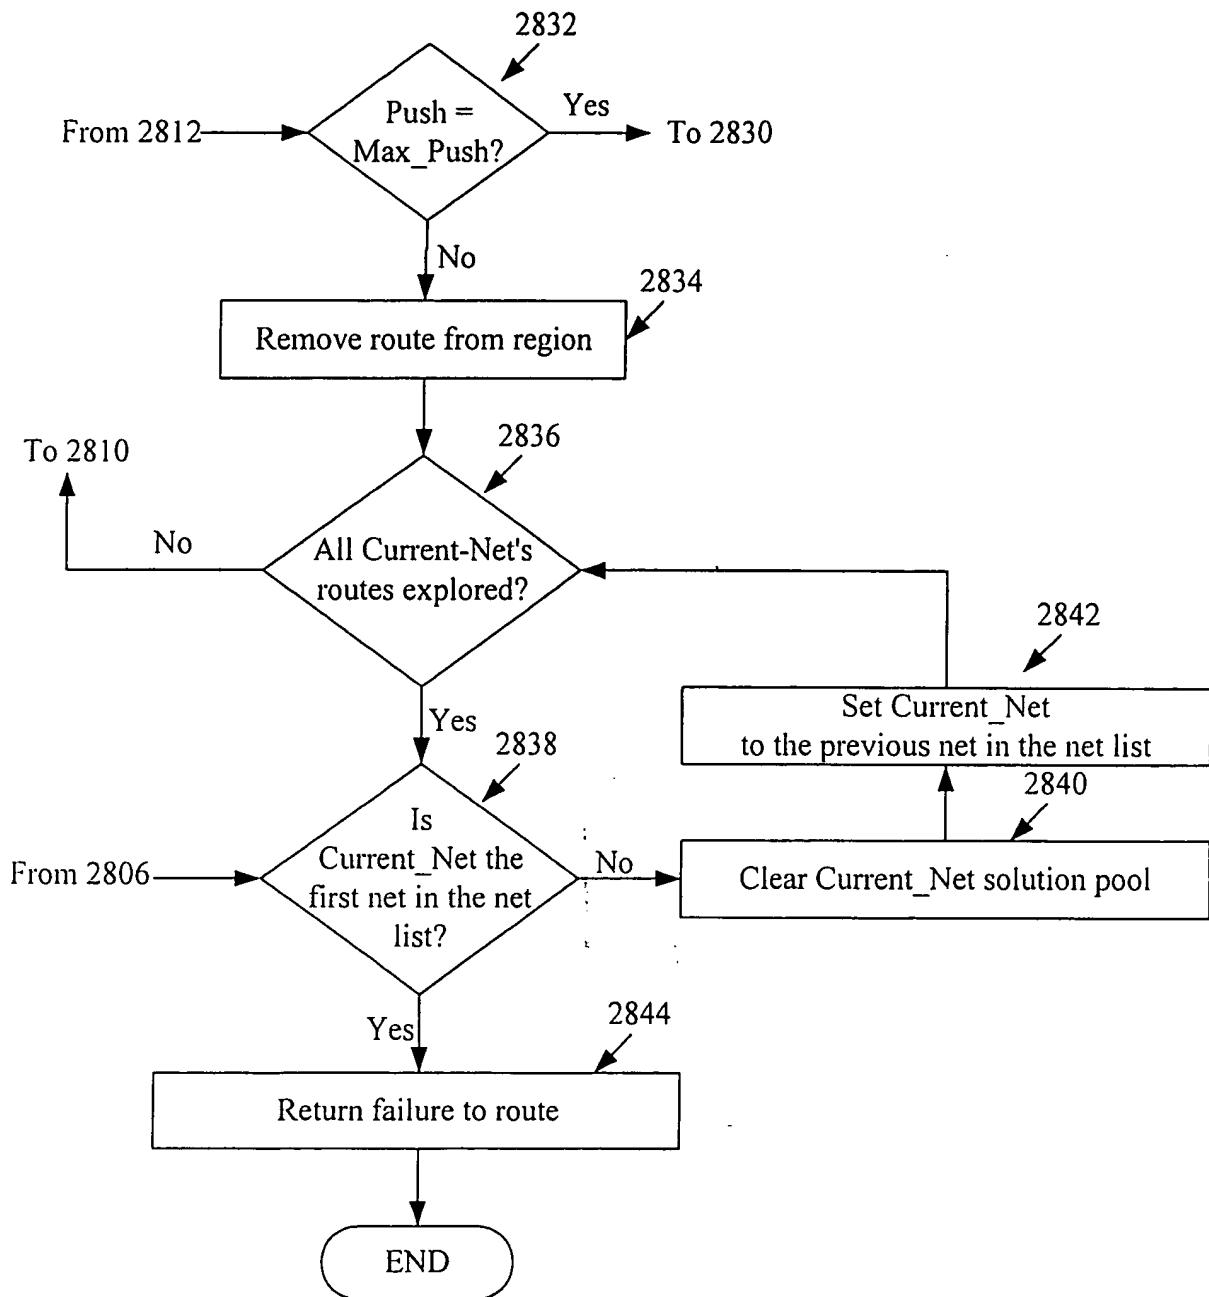 2832
Push =
Max_Push?
From 2812
Yes
To 2830
No
2834
Remove route from region
To 2810
2836
No
All Current-Net's
routes explored?
2842
Set Current_Net
to the previous net in the net list
Yes
2838
2840
Is
Current_Net the
first net in the net
list?
From 2806
No
Clear Current_Net solution pool
Yes
2844
Return failure to route
END